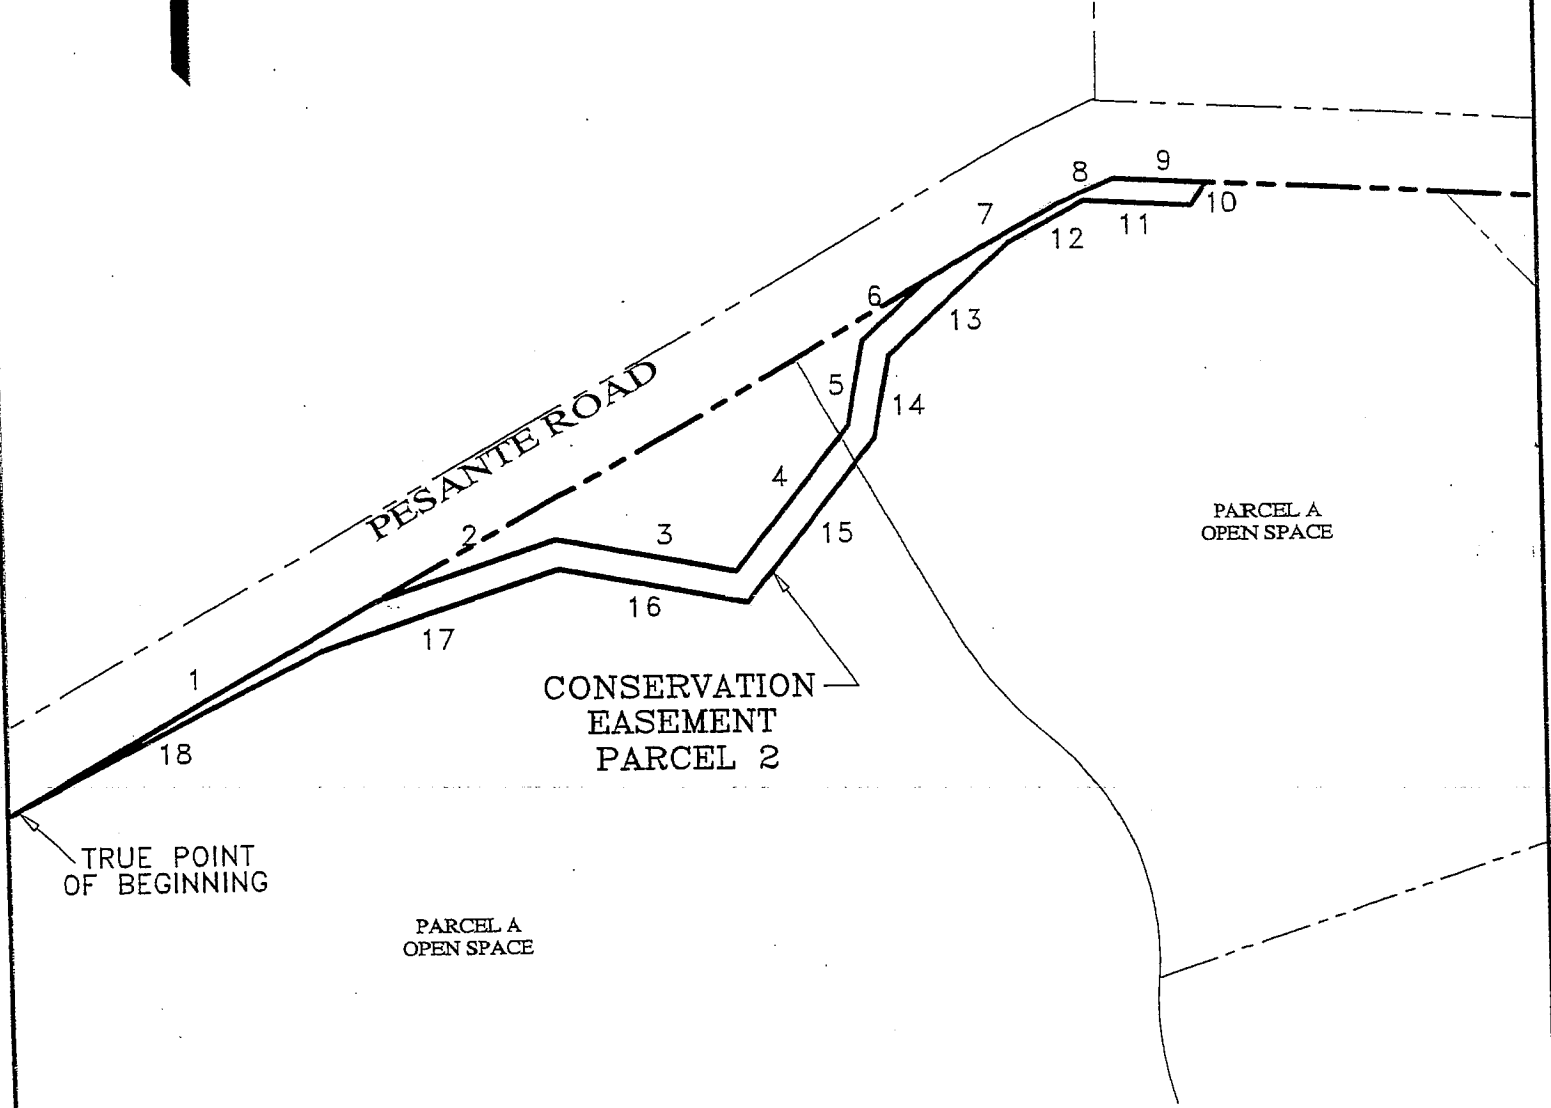 9
8
10
7
11
12
6
13
PESANTE ROAD
5
14
4
PARCEL A
OPEN SPACE
2
3
15
16
17
1
CONSERVATION
EASEMENT
PARCEL 2
18
TRUE POINT
OF BEGINNING
PARCEL A
OPEN SPACE